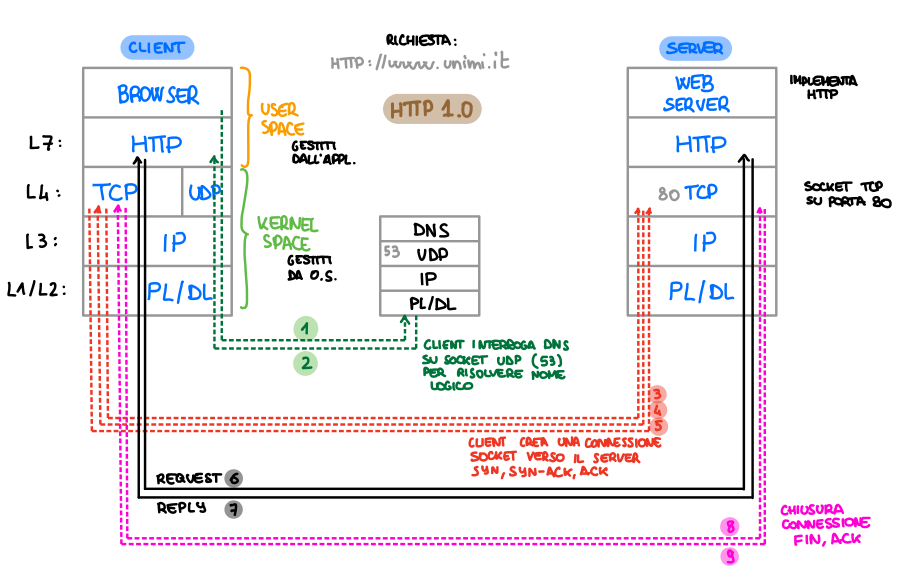 CLIENT
RICHIESTA:
HTTP://www.unimi.it
SERVER
BROWSER
USER
SPACE
HTTP 1.0
WEB
SERVER
IMPLEMENTA
HTTP
L7:
HTTP
GESTITI
DALL'APPL.
HTTP
L4:
TCP
UDP
80 TCP
SOCKET TCP
SU PORTA 80
KERNEL
SPACE
GESTITI
DA O.S.
L3:
IP
DNS
53 UDP
IP
PL/DL
IP
L1/L2:
PL/DL
PL/DL
1
2
CLIENT INTERROGA DNS
SU SOCKET UDP (53)
PER RISOLVERE NOME
LOGICO
3
4
5
CLIENT CREA UNA CONNESSIONE
SOCKET VERSO IL SERVER
SYN, SYN-ACK, ACK
REQUEST 6
REPLY 7
8
9
CHIUSURA
CONNESSIONE
FIN, ACK